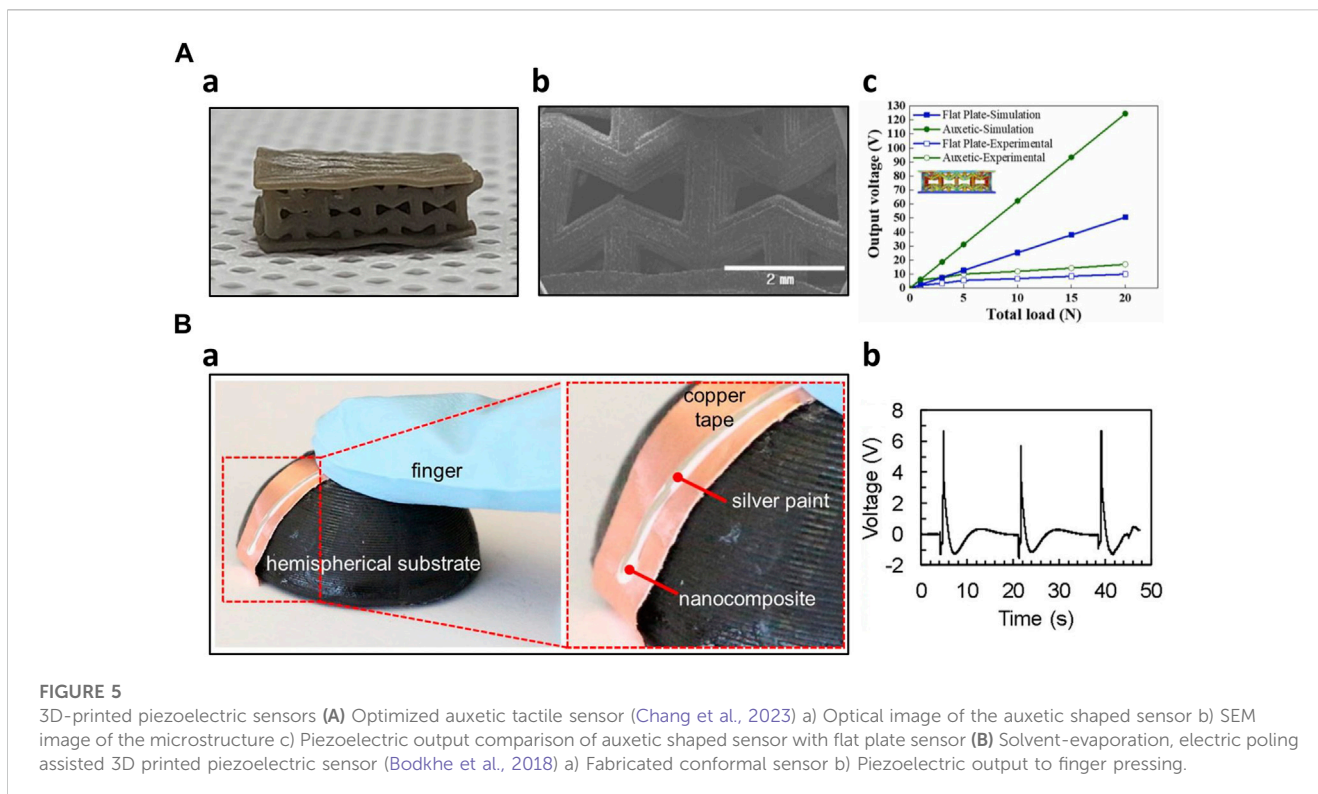 A
a
b
c
2 mm
130
120
110
100
90
80
70
60
50
40
30
20
10
0
Output voltage (V)
Flat Plate-Simulation
Auxetic-Simulation
Flat Plate-Experimental
Auxetic-Experimental
0 5 10 15 20
Total load (N)
B
a
b
finger
hemispherical substrate
copper
tape
silver paint
nanocomposite
8
6
4
2
0
-2
Voltage (V)
0 10 20 30 40 50
Time (s)
FIGURE 5
3D-printed piezoelectric sensors (A) Optimized auxetic tactile sensor (Chang et al., 2023) a) Optical image of the auxetic shaped sensor b) SEM
image of the microstructure c) Piezoelectric output comparison of auxetic shaped sensor with flat plate sensor (B) Solvent-evaporation, electric poling
assisted 3D printed piezoelectric sensor (Bodkhe et al., 2018) a) Fabricated conformal sensor b) Piezoelectric output to finger pressing.